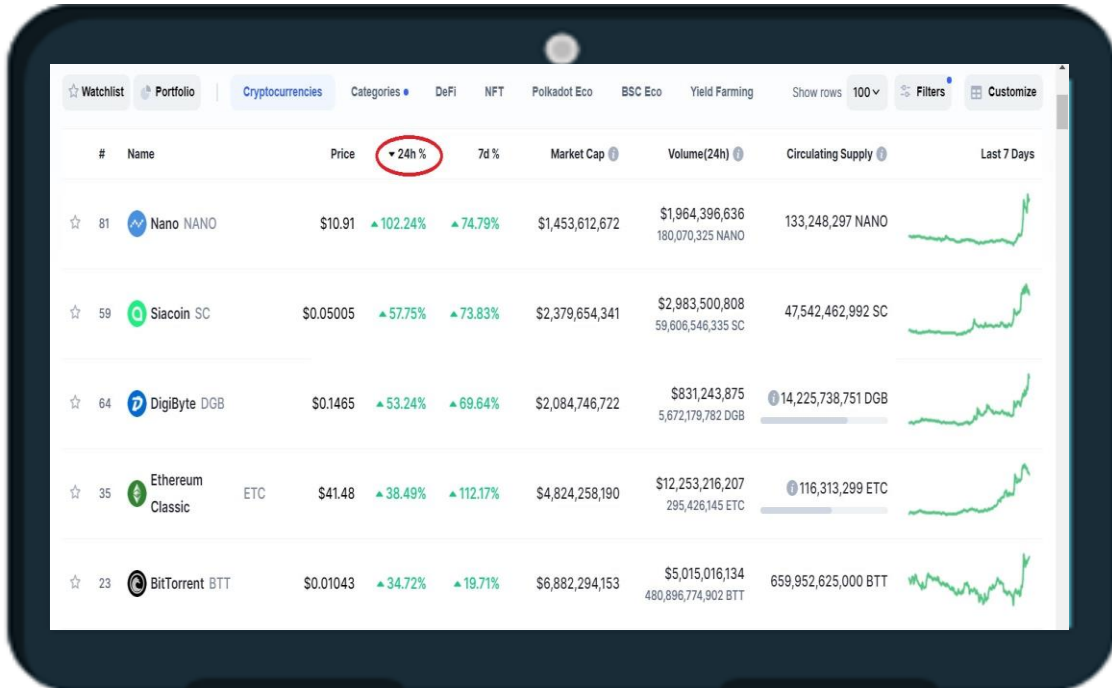 Watchlist Portfolio Cryptocurrencies Categories DeFi NFT Polkadot Eco BSC Eco Yield Farming Show rows 100 Filters Customize
# Name Price 24h % 7d % Market Cap Volume(24h) Circulating Supply Last 7 Days
81 Nano NANO $10.91 102.24% 74.79% $1,453,612,672 $1,964,396,636 133,248,297 NANO
180,070,325 NANO
59 Siacoin SC $0.05005 57.75% 73.83% $2,379,654,341 $2,983,500,808 47,542,462,992 SC
59,606,546,335 SC
64 DigiByte DGB $0.1465 53.24% 69.64% $2,084,746,722 $831,243,875 14,225,738,751 DGB
5,672,179,782 DGB
35 Ethereum Classic ETC $41.48 38.49% 112.17% $4,824,258,190 $12,253,216,207 116,313,299 ETC
295,426,145 ETC
23 BitTorrent BTT $0.01043 34.72% 19.71% $6,882,294,153 $5,015,016,134 659,952,625,000 BTT
480,896,774,902 BTT